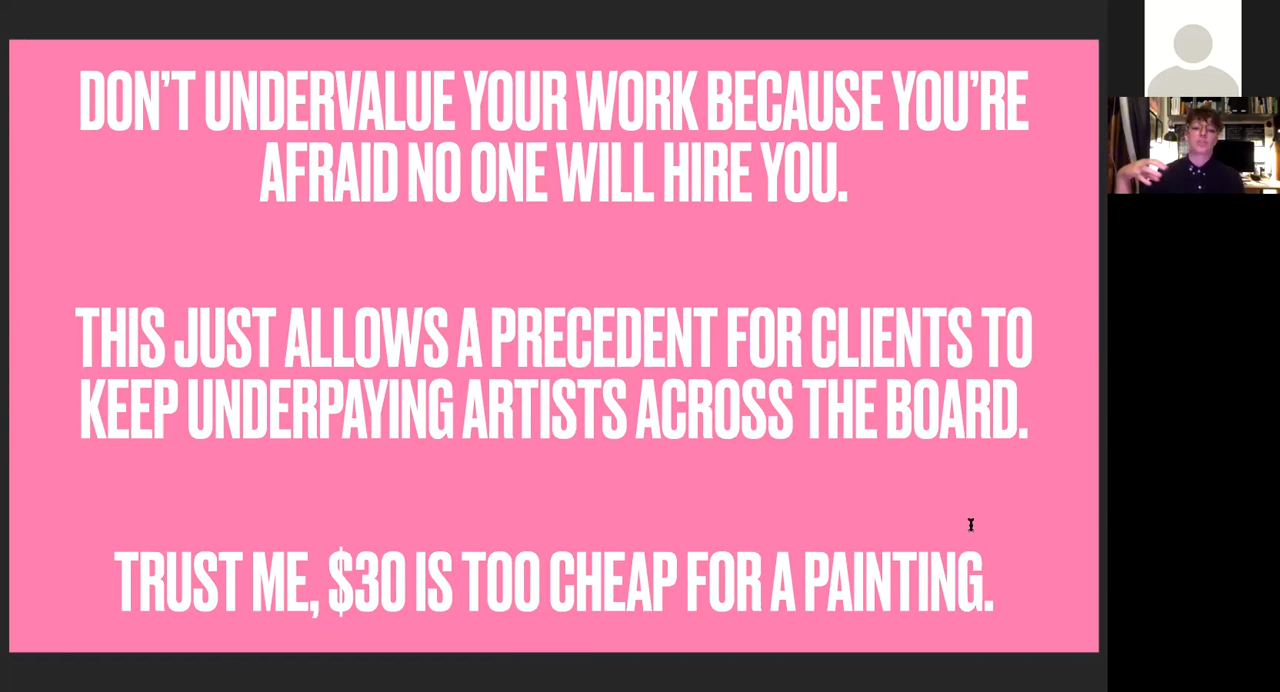 DON'T UNDERVALUE YOUR WORK BECAUSE YOU'RE
AFRAID NO ONE WILL HIRE YOU.
THIS JUST ALLOWS A PRECEDENT FOR CLIENTS TO
KEEP UNDERPAYING ARTISTS ACROSS THE BOARD.
TRUST ME, $30 IS TOO CHEAP FOR A PAINTING.